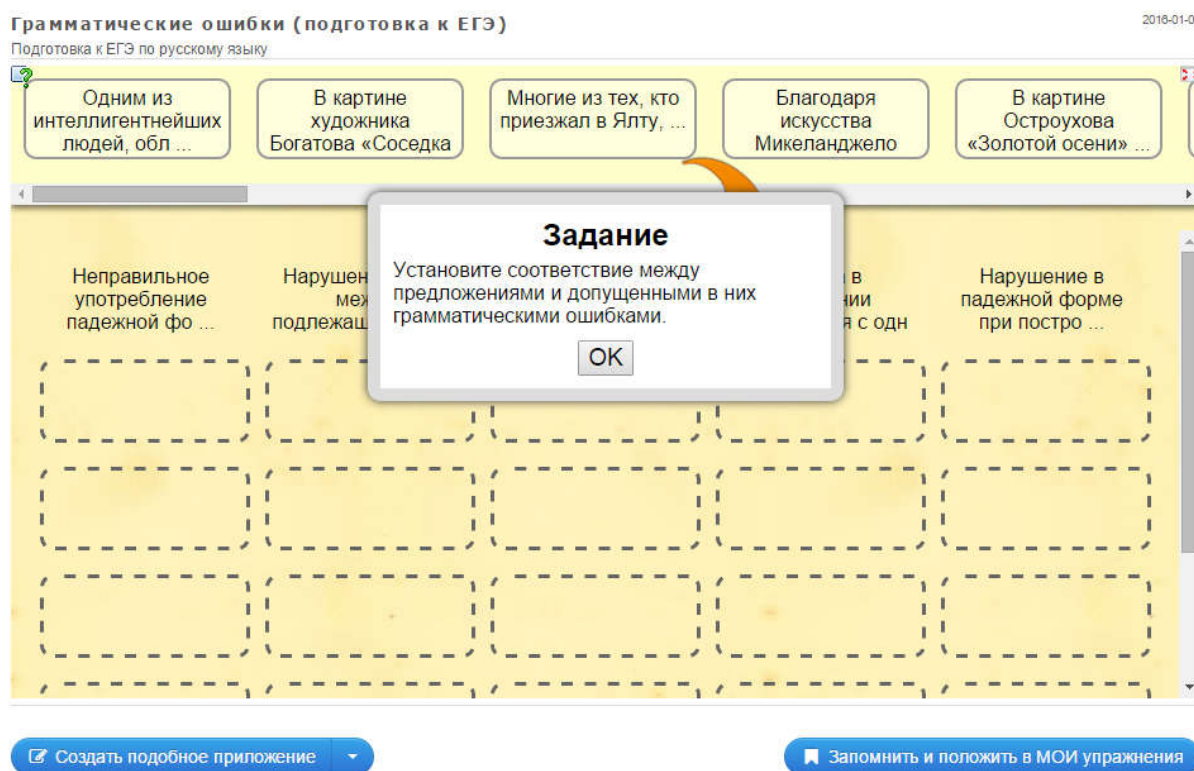 Грамматические ошибки (подготовка к ЕГЭ)
2016-01-0
Подготовка к ЕГЭ по русскому языку
Одним из
интеллигентнейших
людей, обл ...
В картине
художника
Богатова «Соседка
Многие из тех, кто
приезжал в Ялту, ...
Благодаря
искусства
Микеланджело
В картине
Остроухова
«Золотой осени» ...
Задание
Установите соответствие между
предложениями и допущенными в них
грамматическими ошибками.
OK
Неправильное
употребление
падежной фо ...
Нарушен
меж
подлежащ
в
нии
я с одн
Нарушение в
падежной форме
при постро ...
Создать подобное приложение
Запомнить и положить в МОИ упражнения